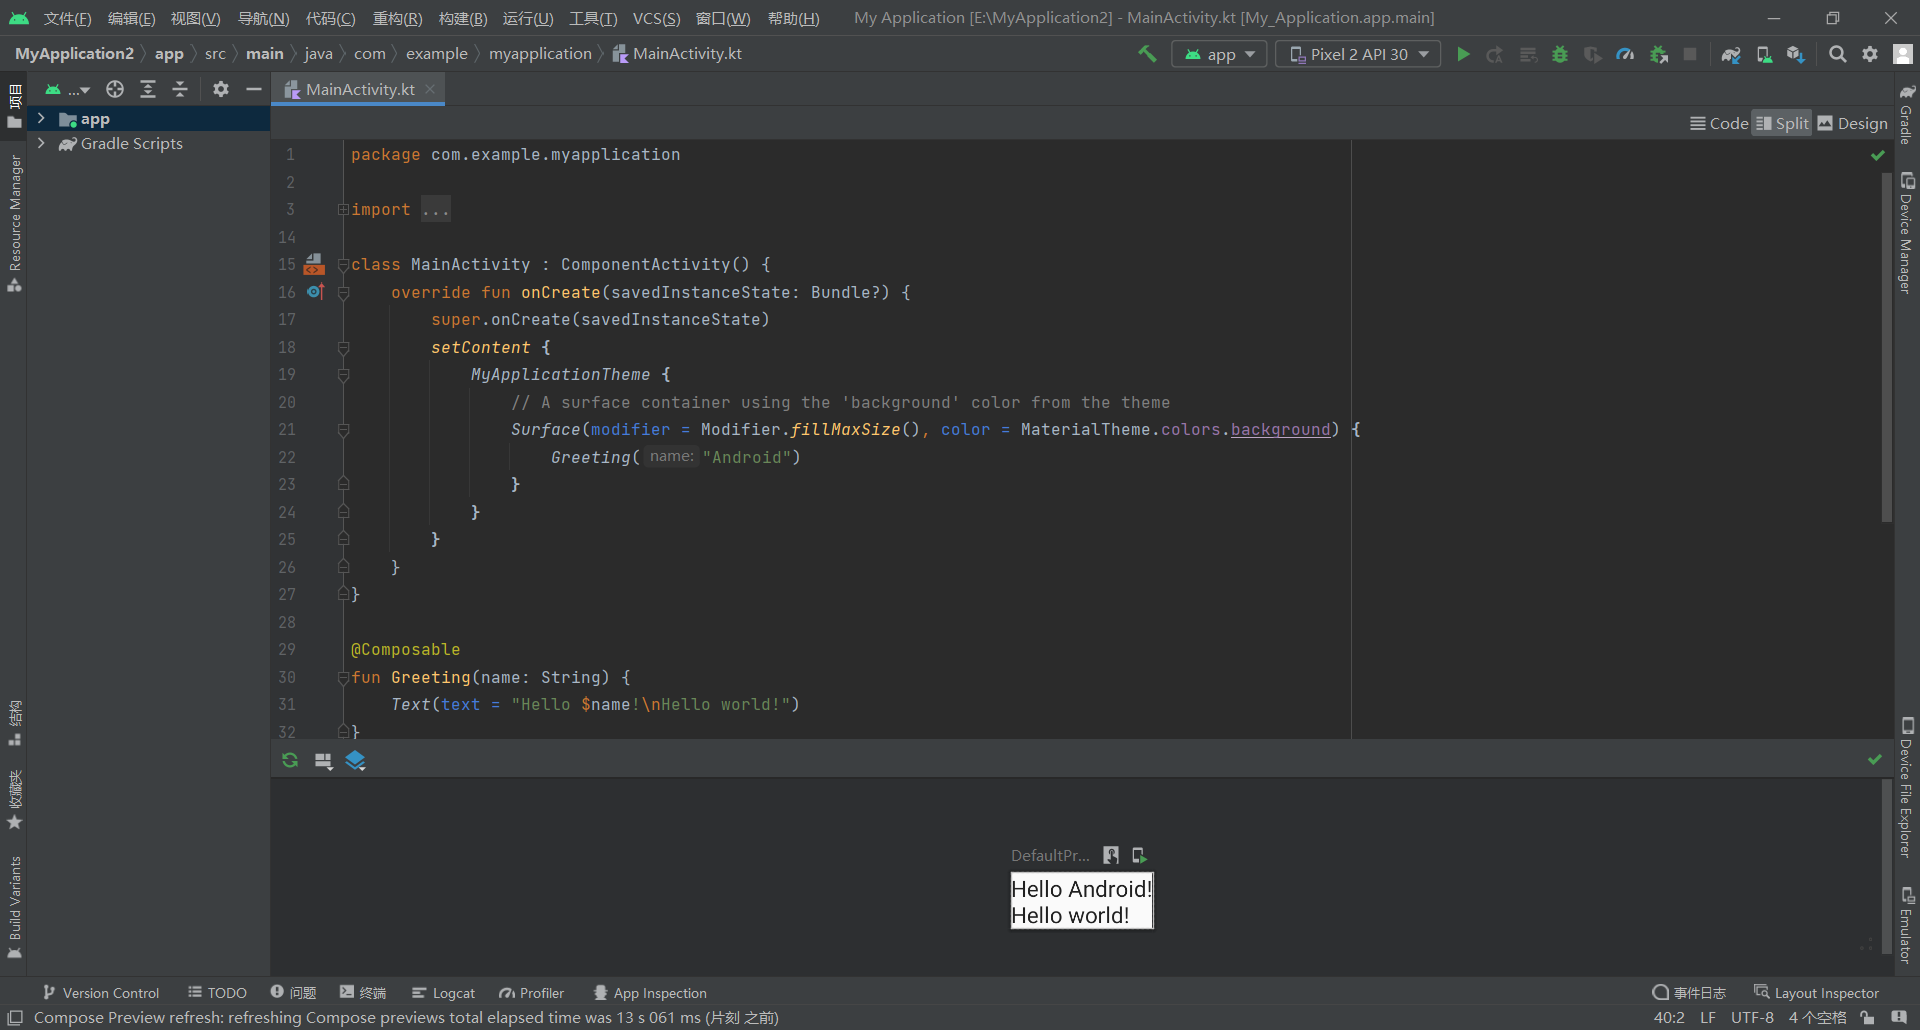 文件(F) 编辑(E) 视图(V) 导航(N) 代码(C) 重构(R) 构建(B) 运行(U) 工具(T) VCS(S) 窗口(W) 帮助(H) My Application [E:\MyApplication2] - MainActivity.kt [My_Application.app.main]
MyApplication2 app src main java com example myapplication MainActivity.kt app Pixel 2 API 30
... MainActivity.kt
app
Gradle Scripts
Code Split Design
项目
Resource Manager
结构
收藏夹
Build Variants
1 package com.example.myapplication
2
3 import ...
14
15 class MainActivity : ComponentActivity() {
16 override fun onCreate(savedInstanceState: Bundle?) {
17 super.onCreate(savedInstanceState)
18 setContent {
19 MyApplicationTheme {
20 // A surface container using the 'background' color from the theme
21 Surface(modifier = Modifier.fillMaxSize(), color = MaterialTheme.colors.background) {
22 Greeting( name: "Android")
23 }
24 }
25 }
26 }
27 }
28
29 @Composable
30 fun Greeting(name: String) {
31 Text(text = "Hello $name!\nHello world!")
32 }
DefaultPr...
Hello Android!
Hello world!
Gradle
Device Manager
Device File Explorer
Emulator
Version Control TODO 问题 终端 Logcat Profiler App Inspection 事件日志 Layout Inspector
Compose Preview refresh: refreshing Compose previews total elapsed time was 13 s 061 ms (片刻 之前) 40:2 LF UTF-8 4 个空格